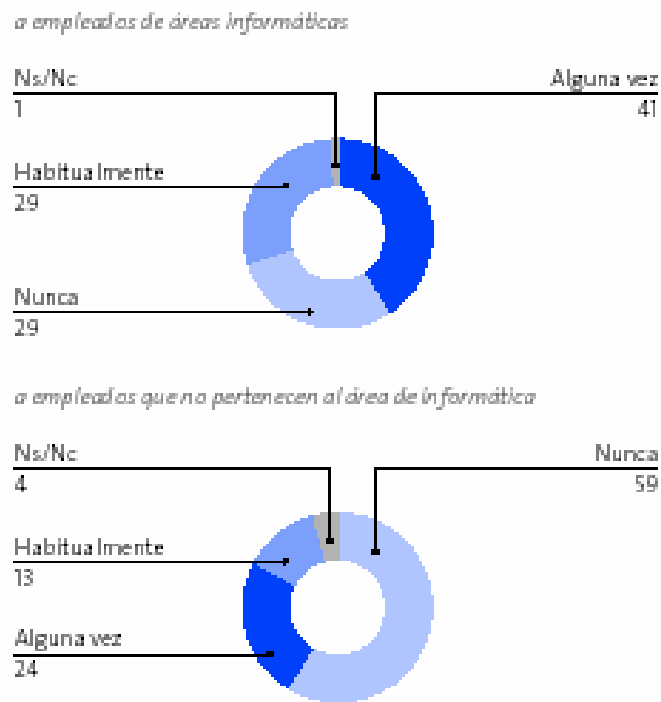 a empleados de áreas informáticas
Ns/Nc
1
Alguna vez
41
Habitualmente
29
Nunca
29
a empleados que no pertenecen al área de informática
Ns/Nc
4
Nunca
59
Habitualmente
13
Alguna vez
24